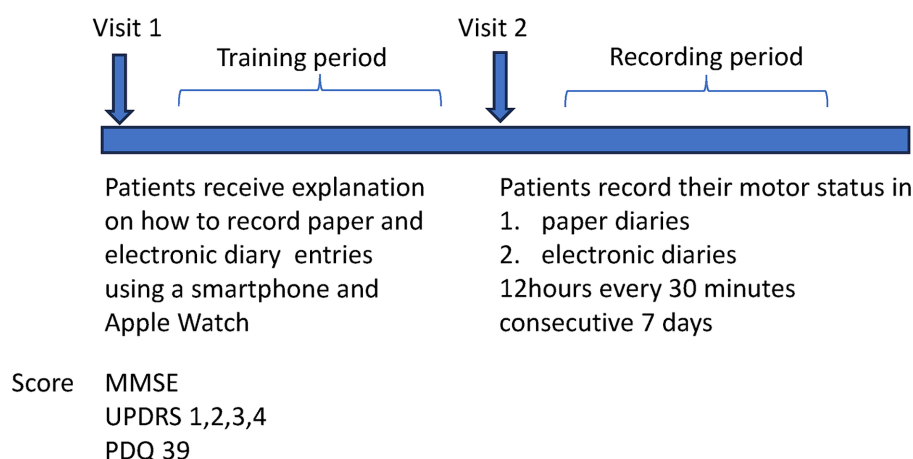 Visit 1
Visit 2
Training period
Recording period
Patients receive explanation
on how to record paper and
electronic diary entries
using a smartphone and
Apple Watch
Patients record their motor status in
1. paper diaries
2. electronic diaries
12hours every 30 minutes
consecutive 7 days
Score
MMSE
UPDRS 1,2,3,4
PDQ 39